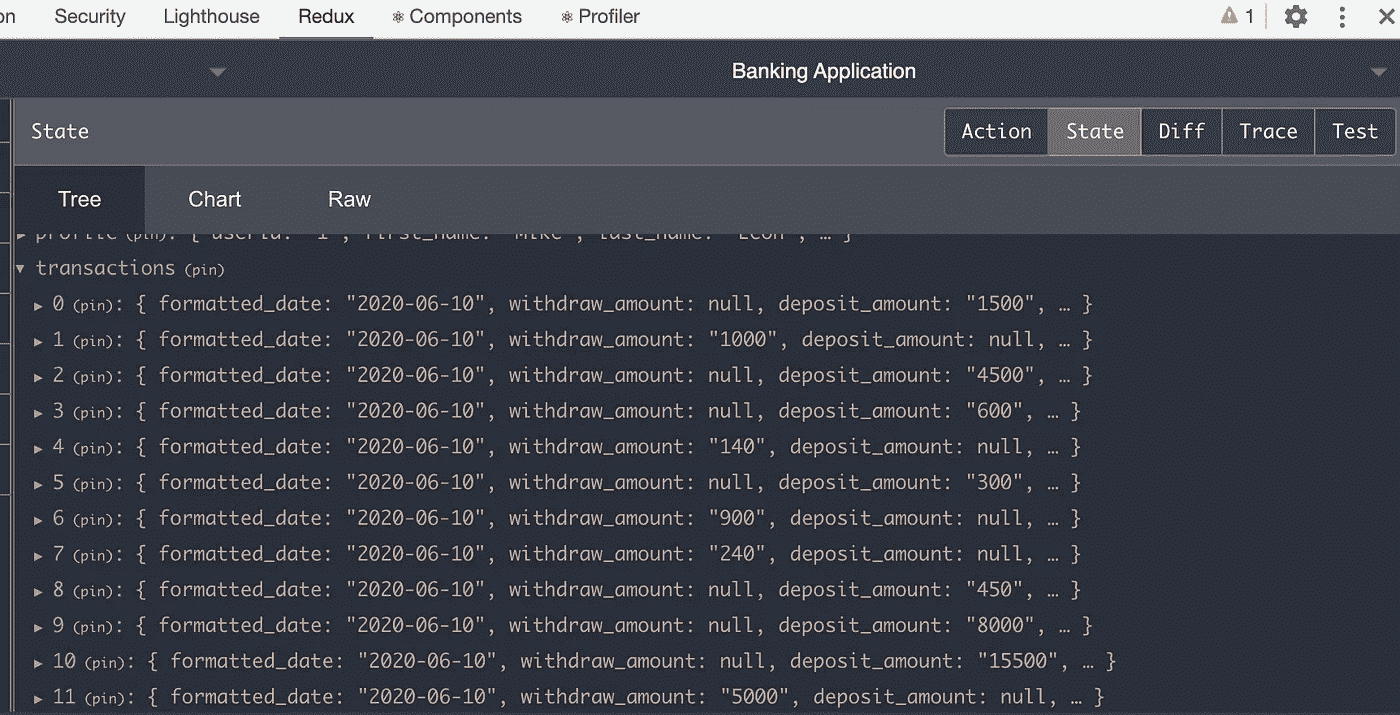 on Security Lighthouse Redux Components Profiler 1
Banking Application
State Action State Diff Trace Test
Tree Chart Raw
profile (pin): { userid: "1", first_name: "Mike", last_name: "Leon", … }
transactions (pin)
0 (pin): { formatted_date: "2020-06-10", withdraw_amount: null, deposit_amount: "1500", … }
1 (pin): { formatted_date: "2020-06-10", withdraw_amount: "1000", deposit_amount: null, … }
2 (pin): { formatted_date: "2020-06-10", withdraw_amount: null, deposit_amount: "4500", … }
3 (pin): { formatted_date: "2020-06-10", withdraw_amount: null, deposit_amount: "600", … }
4 (pin): { formatted_date: "2020-06-10", withdraw_amount: "140", deposit_amount: null, … }
5 (pin): { formatted_date: "2020-06-10", withdraw_amount: null, deposit_amount: "300", … }
6 (pin): { formatted_date: "2020-06-10", withdraw_amount: "900", deposit_amount: null, … }
7 (pin): { formatted_date: "2020-06-10", withdraw_amount: "240", deposit_amount: null, … }
8 (pin): { formatted_date: "2020-06-10", withdraw_amount: null, deposit_amount: "450", … }
9 (pin): { formatted_date: "2020-06-10", withdraw_amount: null, deposit_amount: "8000", … }
10 (pin): { formatted_date: "2020-06-10", withdraw_amount: null, deposit_amount: "15500", … }
11 (pin): { formatted_date: "2020-06-10", withdraw_amount: "5000", deposit_amount: null, … }